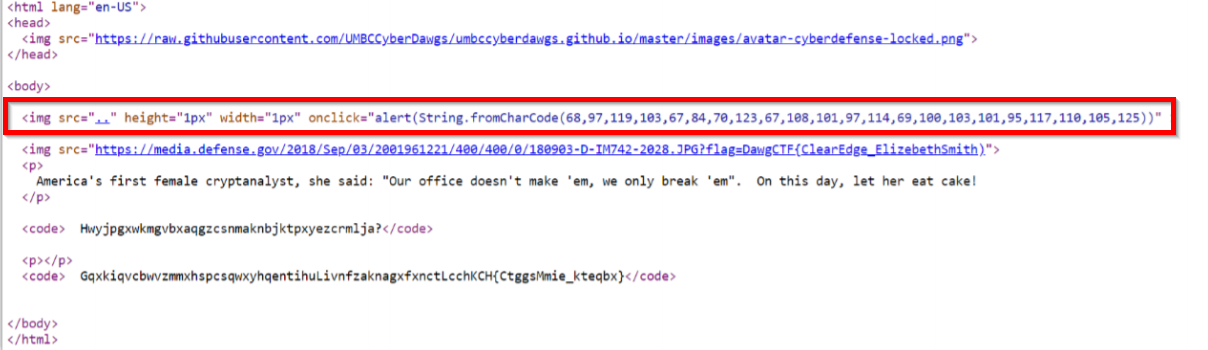 <html lang="en-US">
<head>
<img src="https://raw.githubusercontent.com/UMBCCyberDawgs/umbccyberdawgs.github.io/master/images/avatar-cyberdefense-locked.png">
</head>
<body>
<img src=".." height="1px" width="1px" onclick="alert(String.fromCharCode(68,97,119,103,67,84,70,123,67,108,101,97,114,69,100,103,101,95,117,110,105,125))"
<img src="https://media.defense.gov/2018/Sep/03/2001961221/400/400/0/180903-D-IM742-2028.JPG?flag=DawgCTF{ClearEdge_ElizebethSmith)">
<p>
America's first female cryptanalyst, she said: "Our office doesn't make 'em, we only break 'em".  On this day, let her eat cake!
</p>
<code>  Hwyjpgxwkmgvbxaqgzcsnmaknbjktpxyezcrmlja?</code>
<p></p>
<code>  GqxkiqvcbwvzmmxhspcsqwxyhqentihuLivnfzaknagxfxnctLcchKCH{CtggsMmie_kteqbx}</code>
</body>
</html>